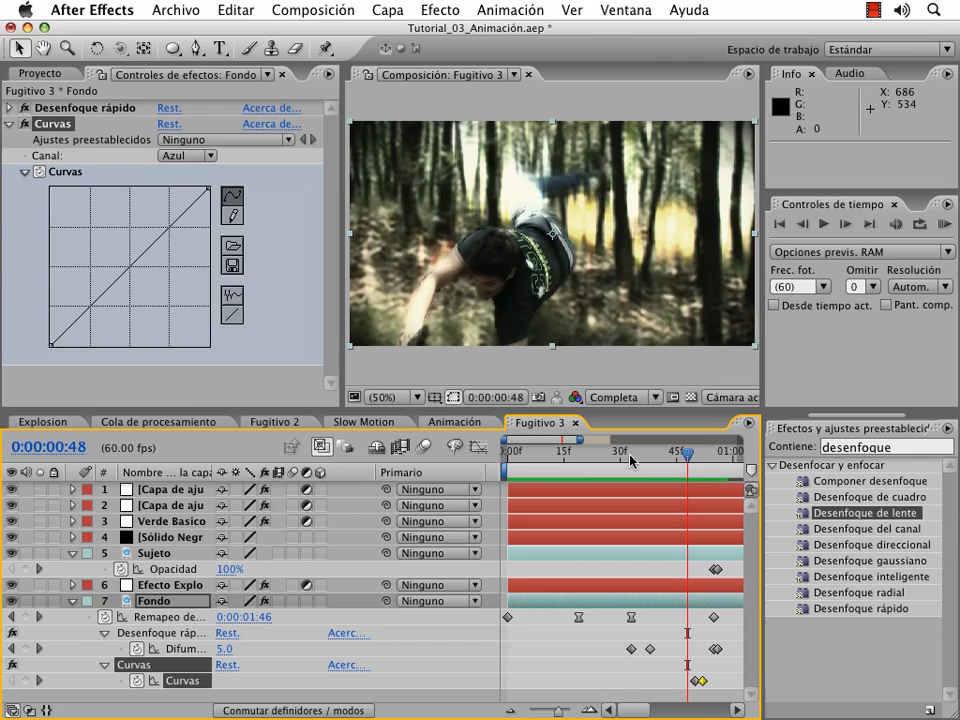 After Effects Archivo Editar Composición Capa Efecto Animación Ver Ventana Ayuda
Tutorial_03_Animación.aep *
Espacio de trabajo Estándar
Proyecto Controles de efectos: Fondo
Fugitivo 3 * Fondo
Desenfoque rápido Rest. Acerca de...
Curvas Rest. Acerca de...
Ajustes preestablecidos Ninguno
Canal: Azul
Curvas
Composición: Fugitivo 3
(50%) 0:00:00:48 Completa Cámara ac
Info Audio
R: X: 686
G: Y: 534
B:
A: 0
Controles de tiempo
Opciones previs. RAM
Frec. fot. Omitir Resolución
(60) 0 Autom.
Desde tiempo act. Pant. comp.
Explosion Cola de procesamiento Fugitivo 2 Slow Motion Animación Fugitivo 3
0:00:00:48 (60.00 fps)
:00f 15f 30f 45f 01:00
# Nombre ... la capa Primario
1 [Capa de aju Ninguno
2 [Capa de aju Ninguno
3 Verde Basico Ninguno
4 [Sólido Negr Ninguno
5 Sujeto Ninguno
Opacidad 100%
6 Efecto Explo Ninguno
7 Fondo Ninguno
Remapeo de... 0:00:01:46
Desenfoque ráp... Rest. Acerc...
Difum... 5.0
Curvas Rest. Acerc...
Curvas
Conmutar definidores / modos
Efectos y ajustes preestablecid
Contiene: desenfoque
Desenfocar y enfocar
Componer desenfoque
Desenfoque de cuadro
Desenfoque de lente
Desenfoque del canal
Desenfoque direccional
Desenfoque gaussiano
Desenfoque inteligente
Desenfoque radial
Desenfoque rápido